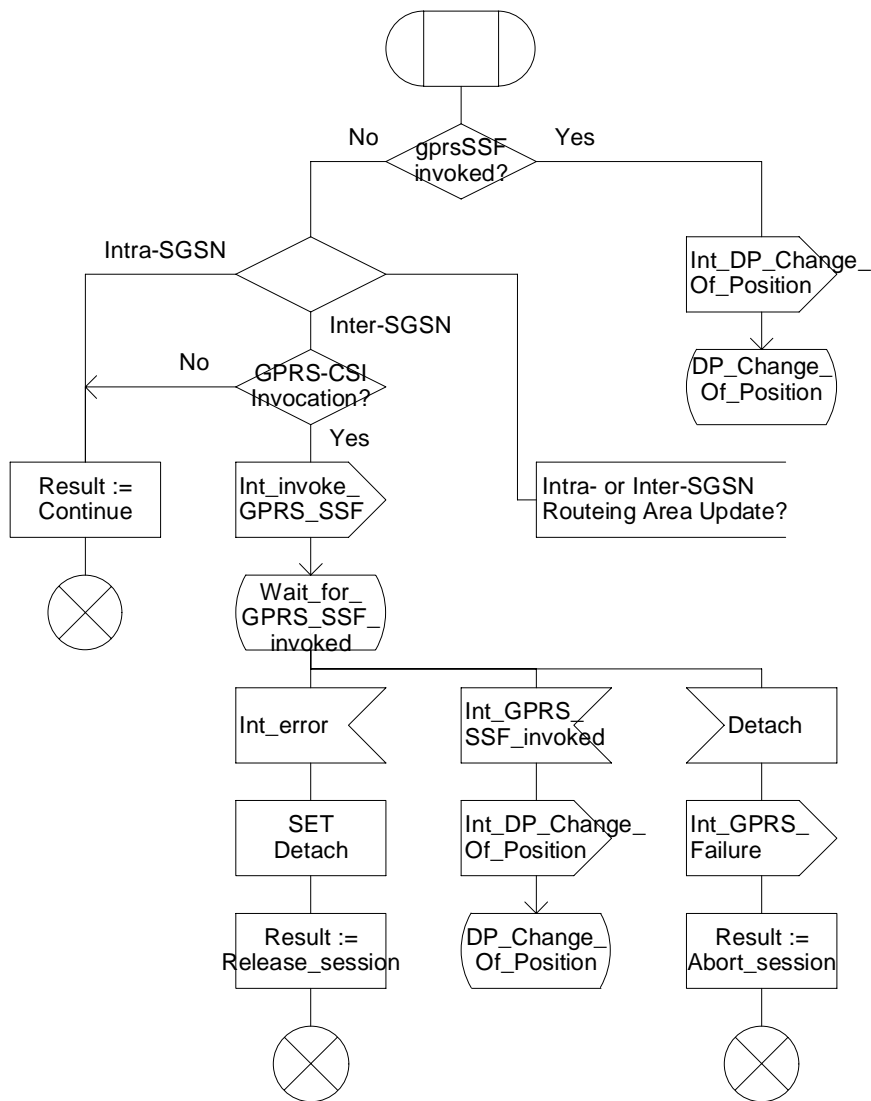 No
Yes
gprsSSF
invoked?
Intra-SGSN
Int_DP_Change_
Of_Position
Inter-SGSN
No
GPRS-CSI
Invocation?
DP_Change_
Of_Position
Yes
Result :=
Continue
Int_invoke_
GPRS_SSF
Intra- or Inter-SGSN
Routeing Area Update?
Wait_for_
GPRS_SSF_
invoked
Int_error
Int_GPRS_
SSF_invoked
Detach
SET
Detach
Int_DP_Change_
Of_Position
Int_GPRS_
Failure
Result :=
Release_session
DP_Change_
Of_Position
Result :=
Abort_session